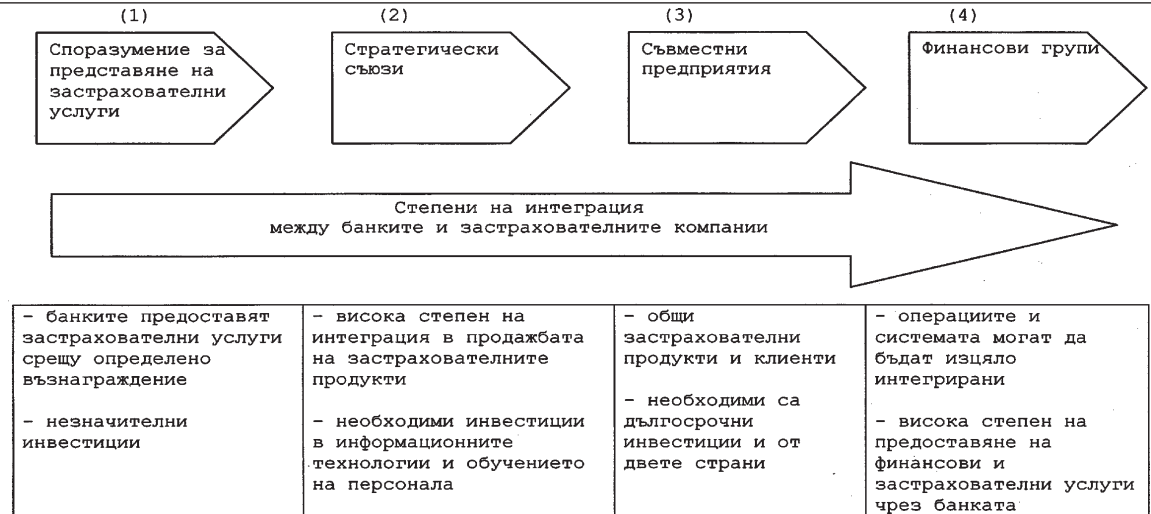 (1)
(2)
(3)
(4)
Споразумение за
представяне на
застрахователни
услуги
Стратегически
съюзи
Съвместни
предприятия
Финансови групи
Степени на интеграция
между банките и застрахователните компании
– банките предоставят
застрахователни услуги
срещу определено
възнаграждение
– незначителни
инвестиции
– висока степен на
интеграция в продажбата
на застрахователните
продукти
– необходими инвестиции
в информационните
технологии и обучението
на персонала
– общи
застрахователни
продукти и клиенти
– необходими са
дългосрочни
инвестиции и от
двете страни
– операциите и
системата могат да
бъдат изцяло
интегрирани
– висока степен на
предоставяне на
финансови и
застрахователни услуги
чрез банката